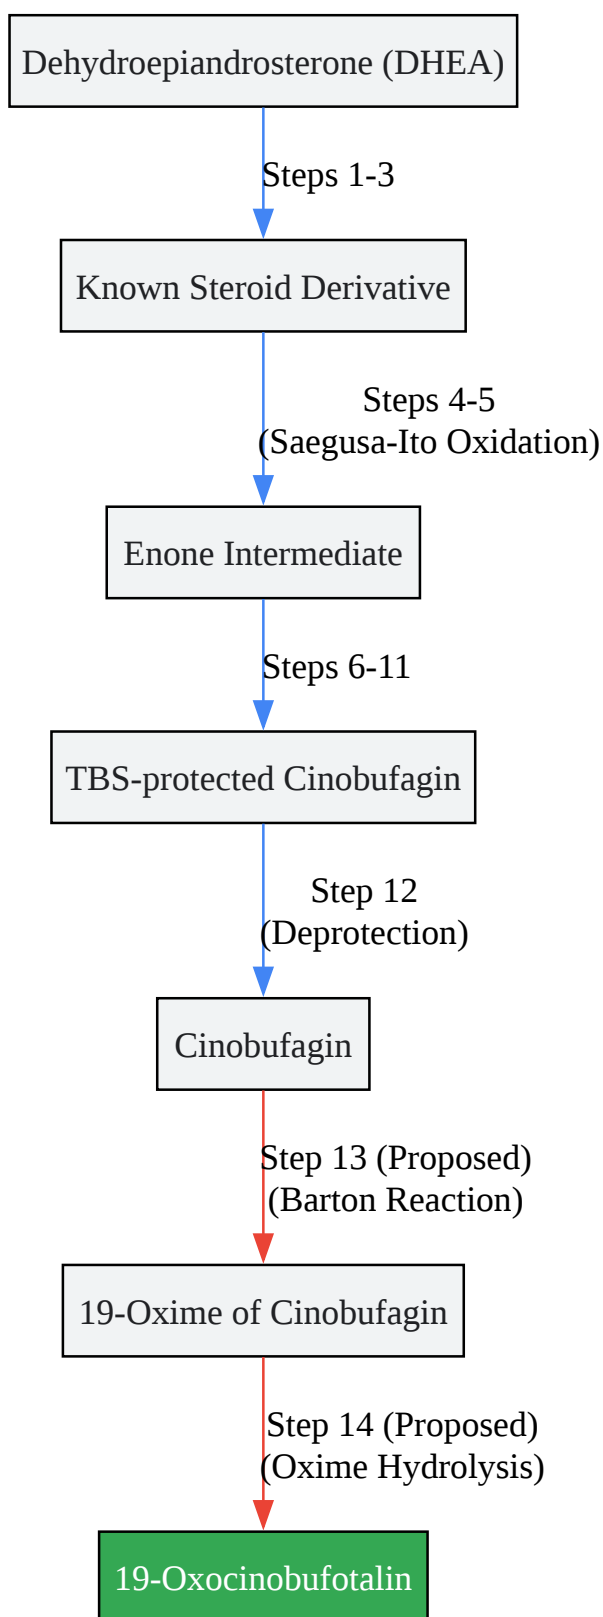 Dehydroepiandrosterone (DHEA)
Steps 1-3
Known Steroid Derivative
Steps 4-5
(Saegusa-Ito Oxidation)
Enone Intermediate
Steps 6-11
TBS-protected Cinobufagin
Step 12
(Deprotection)
Cinobufagin
Step 13 (Proposed)
(Barton Reaction)
19-Oxime of Cinobufagin
Step 14 (Proposed)
(Oxime Hydrolysis)
19-Oxocinobufotalin